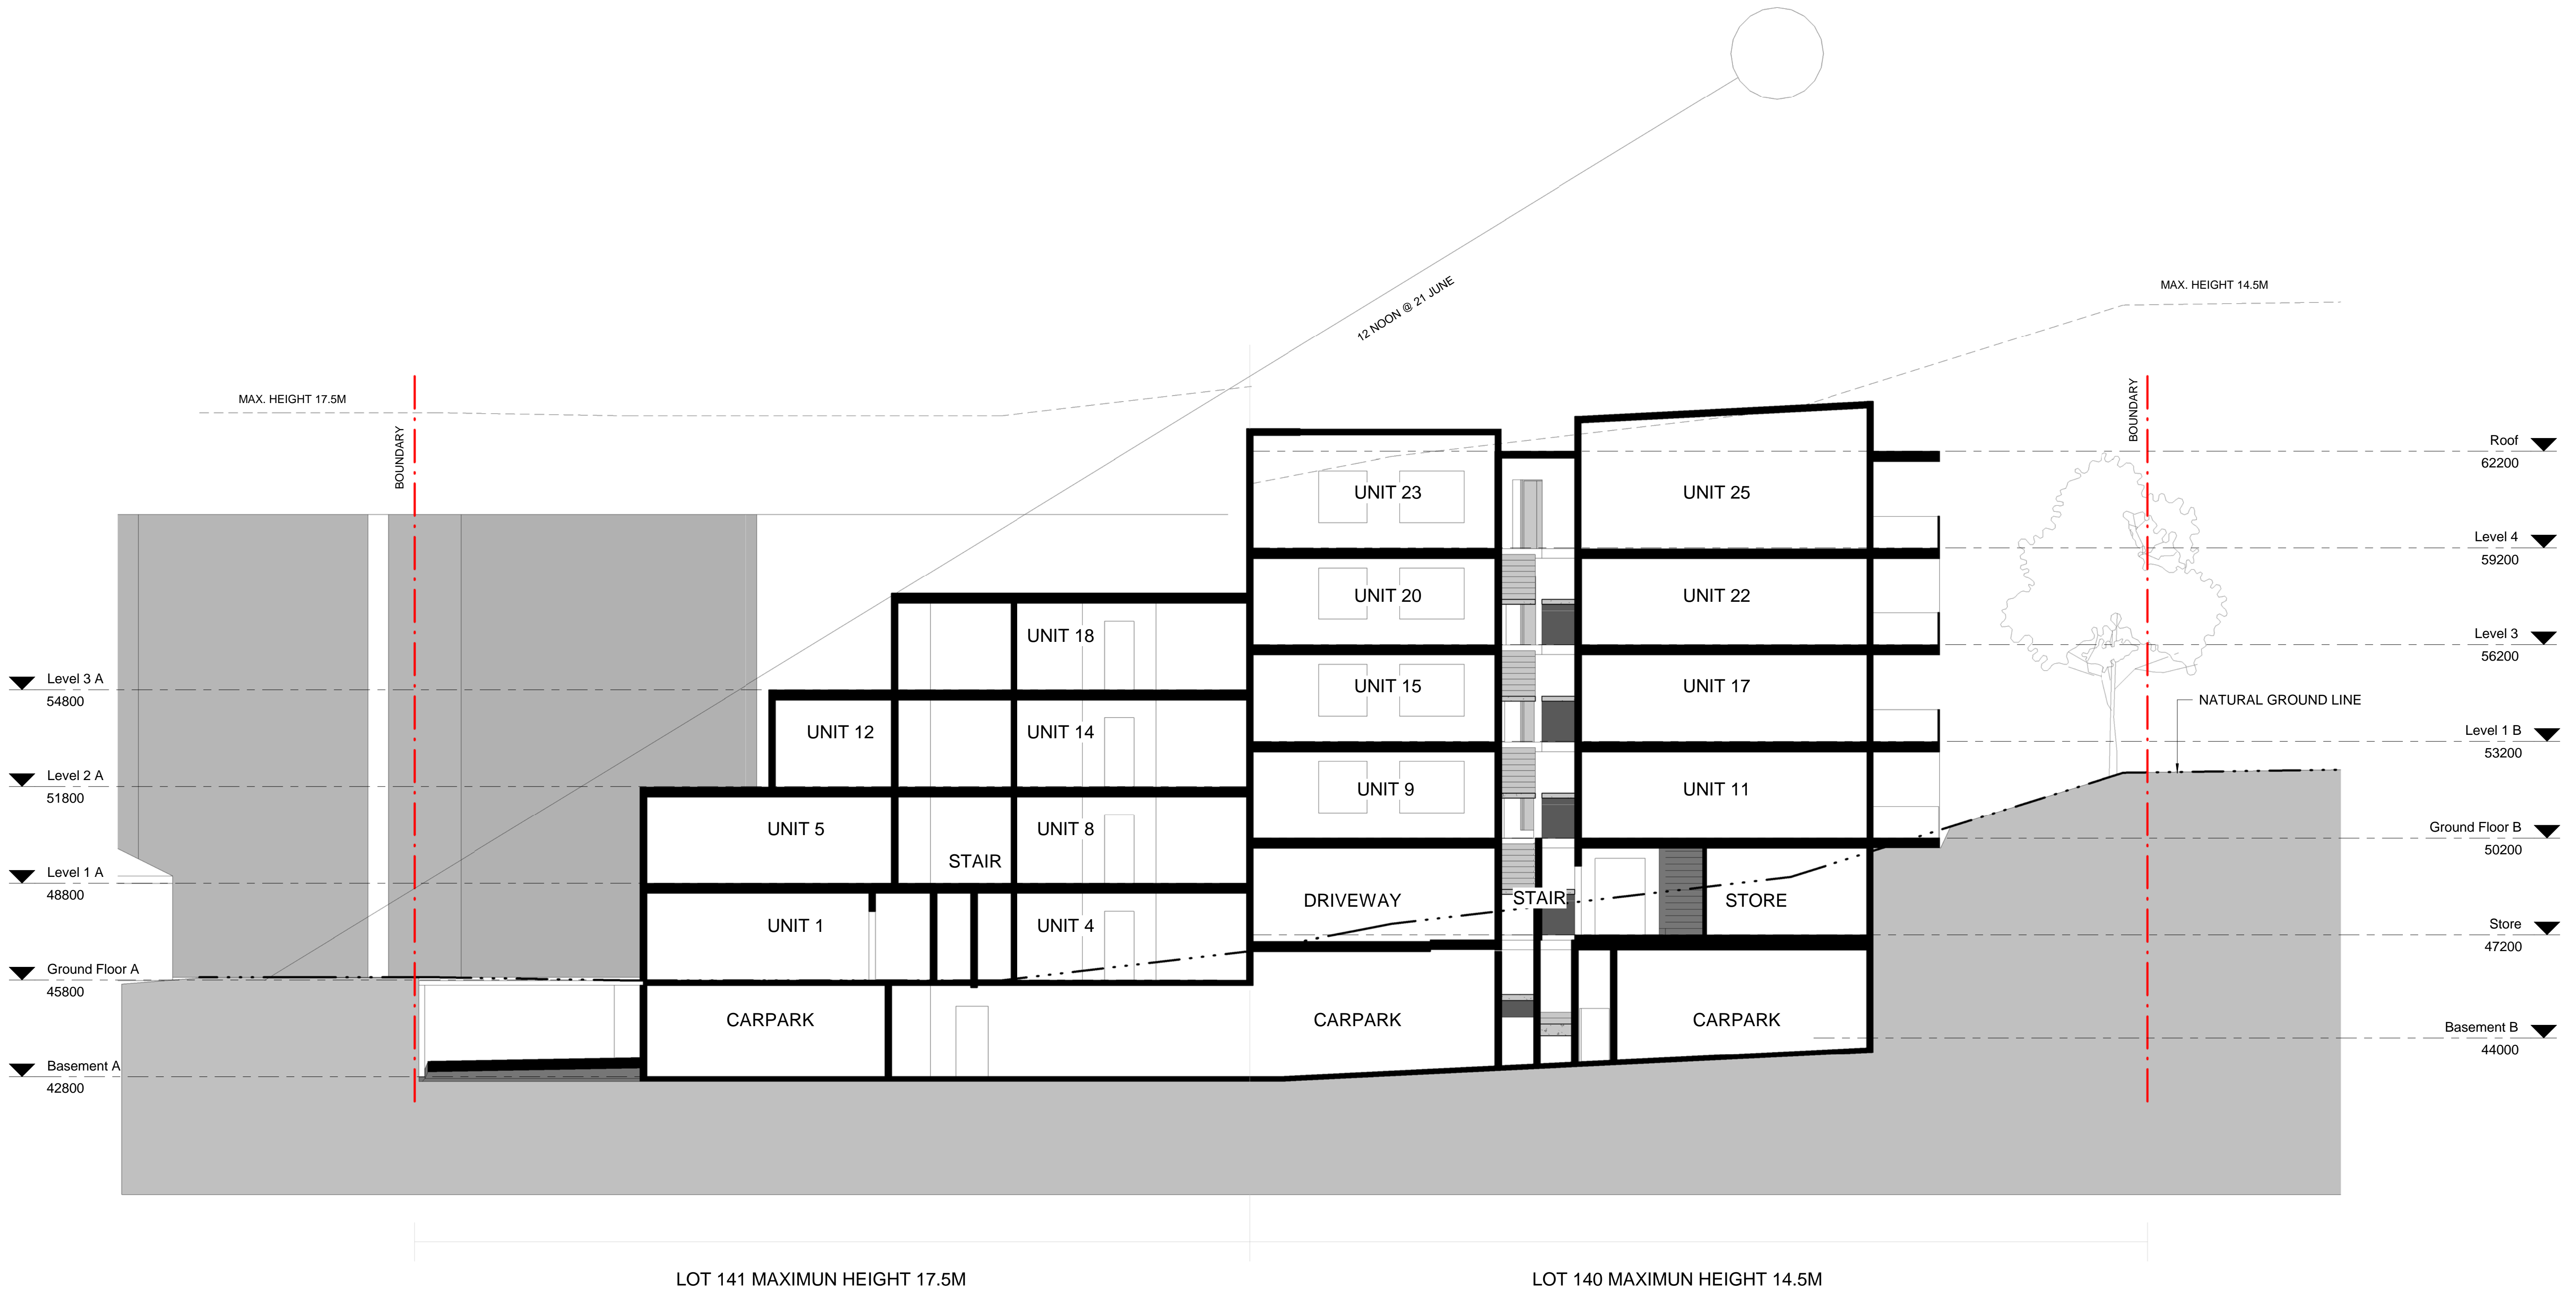 12 NOON @ 21 JUNE
MAX. HEIGHT 14.5M
MAX. HEIGHT 17.5M
BOUNDARY
BOUNDARY
Roof
62200
UNIT 23
UNIT 25
Level 4
59200
UNIT 20
UNIT 22
UNIT 18
Level 3
56200
Level 3 A
54800
UNIT 15
UNIT 17
NATURAL GROUND LINE
UNIT 12
UNIT 14
Level 1 B
53200
Level 2 A
51800
UNIT 9
UNIT 11
UNIT 5
UNIT 8
Ground Floor B
50200
STAIR
Level 1 A
48800
DRIVEWAY
STAIR
STORE
UNIT 1
UNIT 4
Store
47200
Ground Floor A
45800
CARPARK
CARPARK
CARPARK
Basement B
44000
Basement A
42800
LOT 141 MAXIMUN HEIGHT 17.5M
LOT 140 MAXIMUN HEIGHT 14.5M